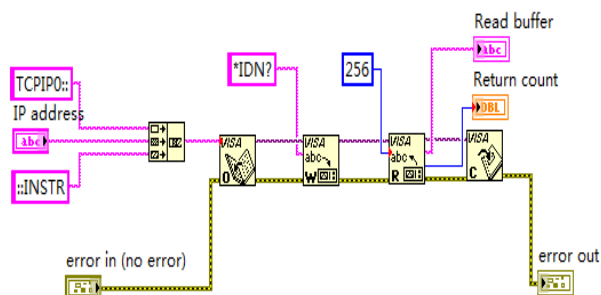 Read buffer
abc
TCPIP0::
*IDN?
256
Return count
DBL
IP address
abc
VISA
O
VISA
abc
W
VISA
abc
R
VISA
C
::INSTR
error in (no error)
error out